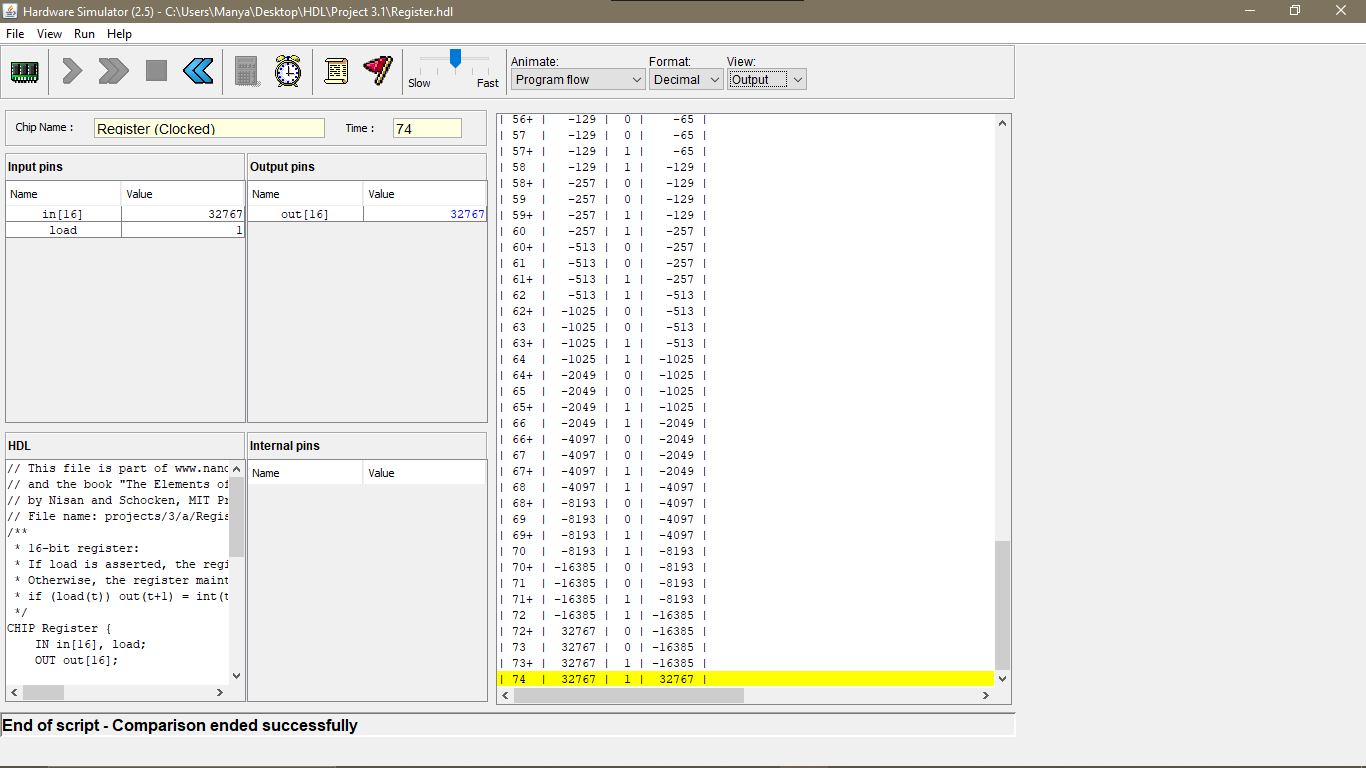 Hardware Simulator (2.5) - C:\Users\Manya\Desktop\HDL\Project 3.1\Register.hdl
File View Run Help
Slow Fast
Animate: Format: View:
Program flow Decimal Output
Chip Name : Register (Clocked) Time : 74
Input pins
Name Value
in[16] 32767
load 1
Output pins
Name Value
out[16] 32767
HDL
// This file is part of www.nand
// and the book "The Elements of
// by Nisan and Schocken, MIT Pr
// File name: projects/3/a/Regis
/**
* 16-bit register:
* If load is asserted, the regi
* Otherwise, the register maint
* if (load(t)) out(t+1) = int(t
*/
CHIP Register {
IN in[16], load;
OUT out[16];
Internal pins
Name Value
| 56+ | -129 | 0 | -65 |
| 57 | -129 | 0 | -65 |
| 57+ | -129 | 1 | -65 |
| 58 | -129 | 1 | -129 |
| 58+ | -257 | 0 | -129 |
| 59 | -257 | 0 | -129 |
| 59+ | -257 | 1 | -129 |
| 60 | -257 | 1 | -257 |
| 60+ | -513 | 0 | -257 |
| 61 | -513 | 0 | -257 |
| 61+ | -513 | 1 | -257 |
| 62 | -513 | 1 | -513 |
| 62+ | -1025 | 0 | -513 |
| 63 | -1025 | 0 | -513 |
| 63+ | -1025 | 1 | -513 |
| 64 | -1025 | 1 | -1025 |
| 64+ | -2049 | 0 | -1025 |
| 65 | -2049 | 0 | -1025 |
| 65+ | -2049 | 1 | -1025 |
| 66 | -2049 | 1 | -2049 |
| 66+ | -4097 | 0 | -2049 |
| 67 | -4097 | 0 | -2049 |
| 67+ | -4097 | 1 | -2049 |
| 68 | -4097 | 1 | -4097 |
| 68+ | -8193 | 0 | -4097 |
| 69 | -8193 | 0 | -4097 |
| 69+ | -8193 | 1 | -4097 |
| 70 | -8193 | 1 | -8193 |
| 70+ | -16385 | 0 | -8193 |
| 71 | -16385 | 0 | -8193 |
| 71+ | -16385 | 1 | -8193 |
| 72 | -16385 | 1 | -16385 |
| 72+ | 32767 | 0 | -16385 |
| 73 | 32767 | 0 | -16385 |
| 73+ | 32767 | 1 | -16385 |
| 74 | 32767 | 1 | 32767 |
End of script - Comparison ended successfully